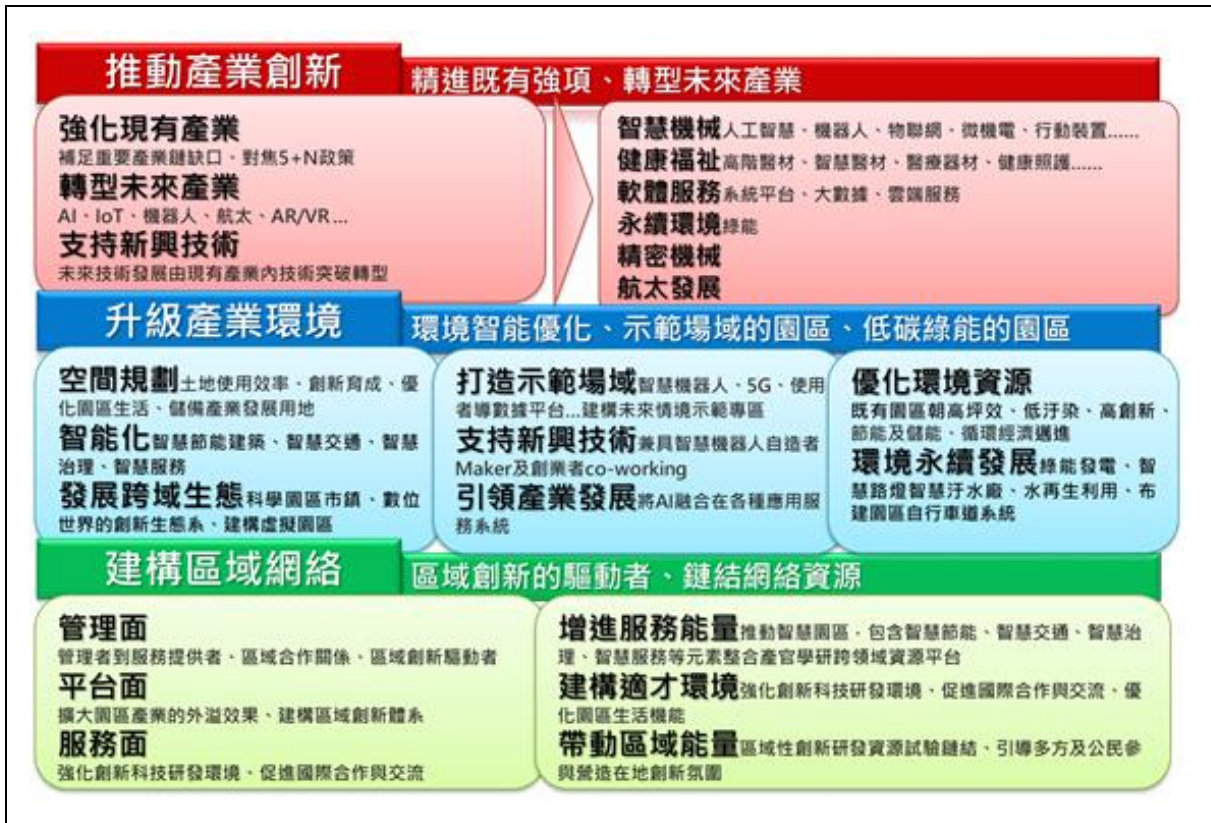 推動產業創新
精進既有強項、轉型未來產業
強化現有產業
補足重要產業鏈缺口、對焦5+N政策
轉型未來產業
AI、IoT、機器人、航太、AR/VR...
支持新興技術
未來技術發展由現有產業內技術突破轉型
智慧機械人工智慧、機器人、物聯網、微機電、行動裝置......
健康福祉高階醫材、智慧醫材、醫療器材、健康照護......
軟體服務系統平台、大數據、雲端服務
永續環境綠能
精密機械
航太發展
升級產業環境
環境智能優化、示範場域的園區、低碳綠能的園區
空間規劃土地使用效率、創新育成、優
化園區生活、儲備產業發展用地
智能化智慧節能建築、智慧交通、智慧
治理、智慧服務
發展跨域生態科學園區市鎮、數位
世界的創新生態系、建構虛擬園區
打造示範場域智慧機器人、5G、使用
者導數據平台...建構未來情境示範專區
支持新興技術兼具智慧機器人自造者
Maker及創業者co-working
引領產業發展將AI融合在各種應用服
務系統
優化環境資源
既有園區朝高坪效、低汙染、高創新、
節能及儲能、循環經濟邁進
環境永續發展綠能發電、智
慧路燈智慧汙水廠、水再生利用、布
建園區自行車道系統
建構區域網絡
區域創新的驅動者、鏈結網絡資源
管理面
管理者到服務提供者、區域合作關係、區域創新驅動者
平台面
擴大園區產業的外溢效果、建構區域創新體系
服務面
強化創新科技研發環境、促進國際合作與交流
增進服務能量推動智慧園區，包含智慧節能、智慧交通、智慧治
理、智慧服務等元素整合產官學研跨領域資源平台
建構適才環境強化創新科技研發環境、促進國際合作與交流、優
化園區生活機能
帶動區域能量區域性創新研發資源試驗鏈結、引導多方及公民參
與營造在地創新氛圍